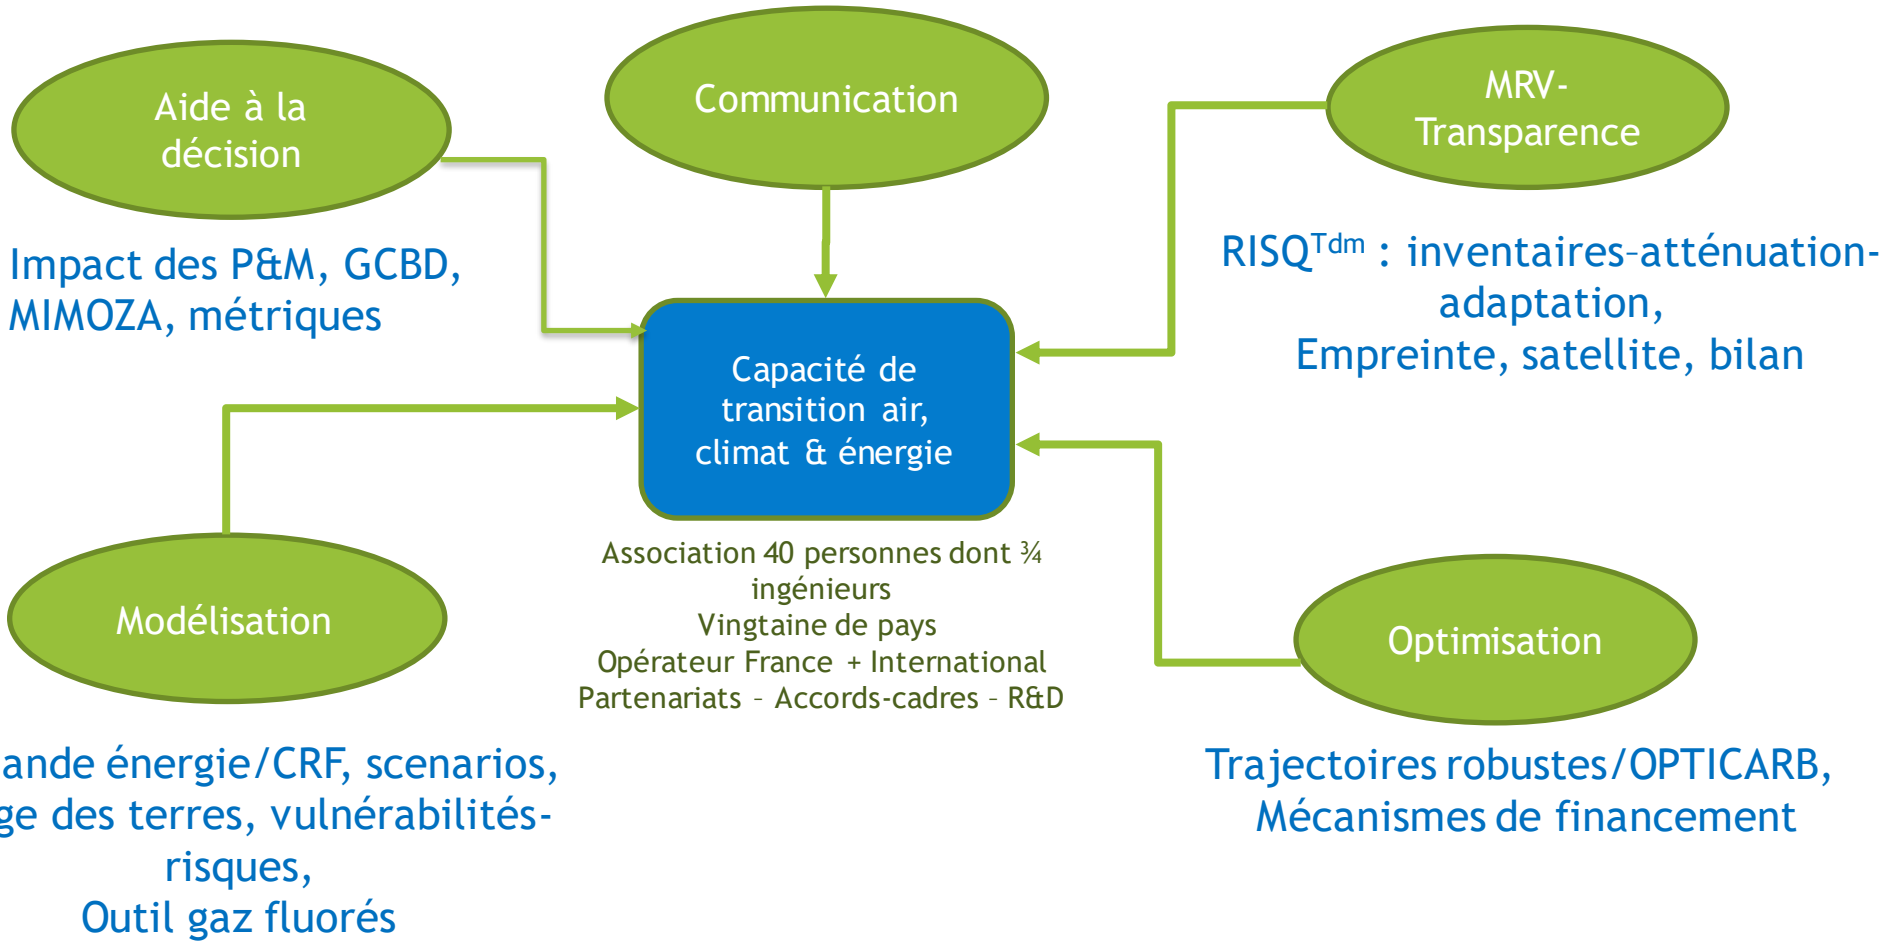 Aide à la
décision
Communication
MRV-
Transparence
Impact des P&M, GCBD,
MIMOZA, métriques
RISQTdm : inventaires–atténuation-
adaptation,
Empreinte, satellite, bilan
Capacité de
transition air,
climat & énergie
Association 40 personnes dont ¾
ingénieurs
Vingtaine de pays
Opérateur France + International
Partenariats – Accords-cadres – R&D
Modélisation
Optimisation
énergie/CRF, scenarios,
des terres, vulnérabilités-
risques,
Outil gaz fluorés
Trajectoires robustes/OPTICARB,
Mécanismes de financement